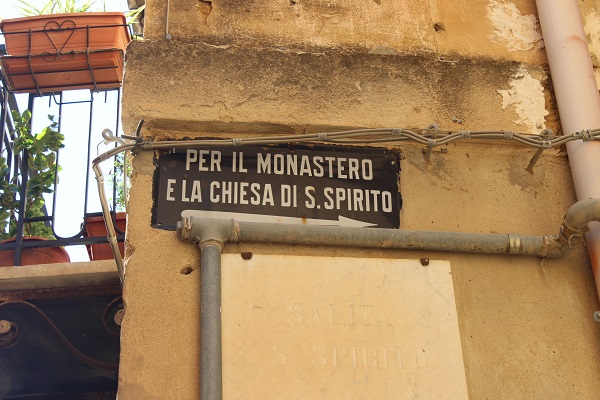 PER IL MONASTERO
E LA CHIESA DI S. SPIRITO
SALITA
S. SPIRITO